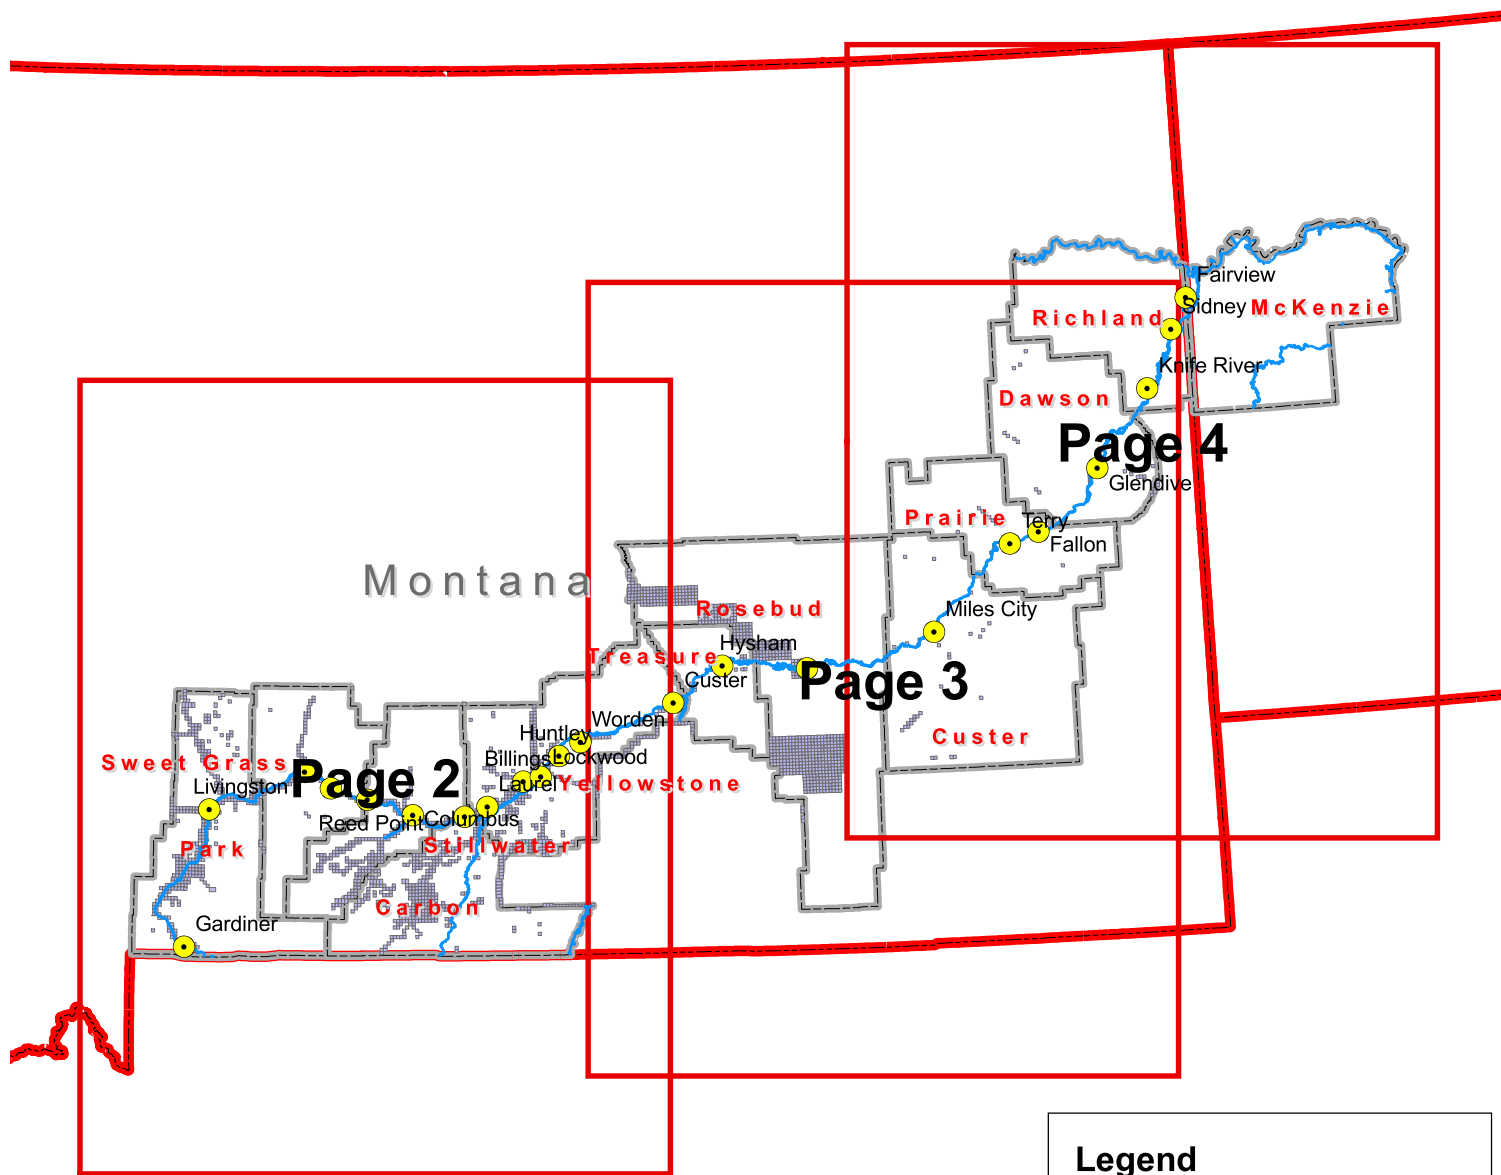 Fairview
Sidney
McKenzie
Richland
Knife River
Dawson
Page 4
Glendive
Prairie
Terry
Fallon
Montana
Rosebud
Miles City
Hysham
Treasure
Custer
Page 3
Worden
Huntley
Custer
Billings
Lockwood
Sweet Grass
Page 2
Livingston
Laurel
Yellowstone
Reed Point
Columbus
Stillwater
Park
Carbon
Gardiner
Legend